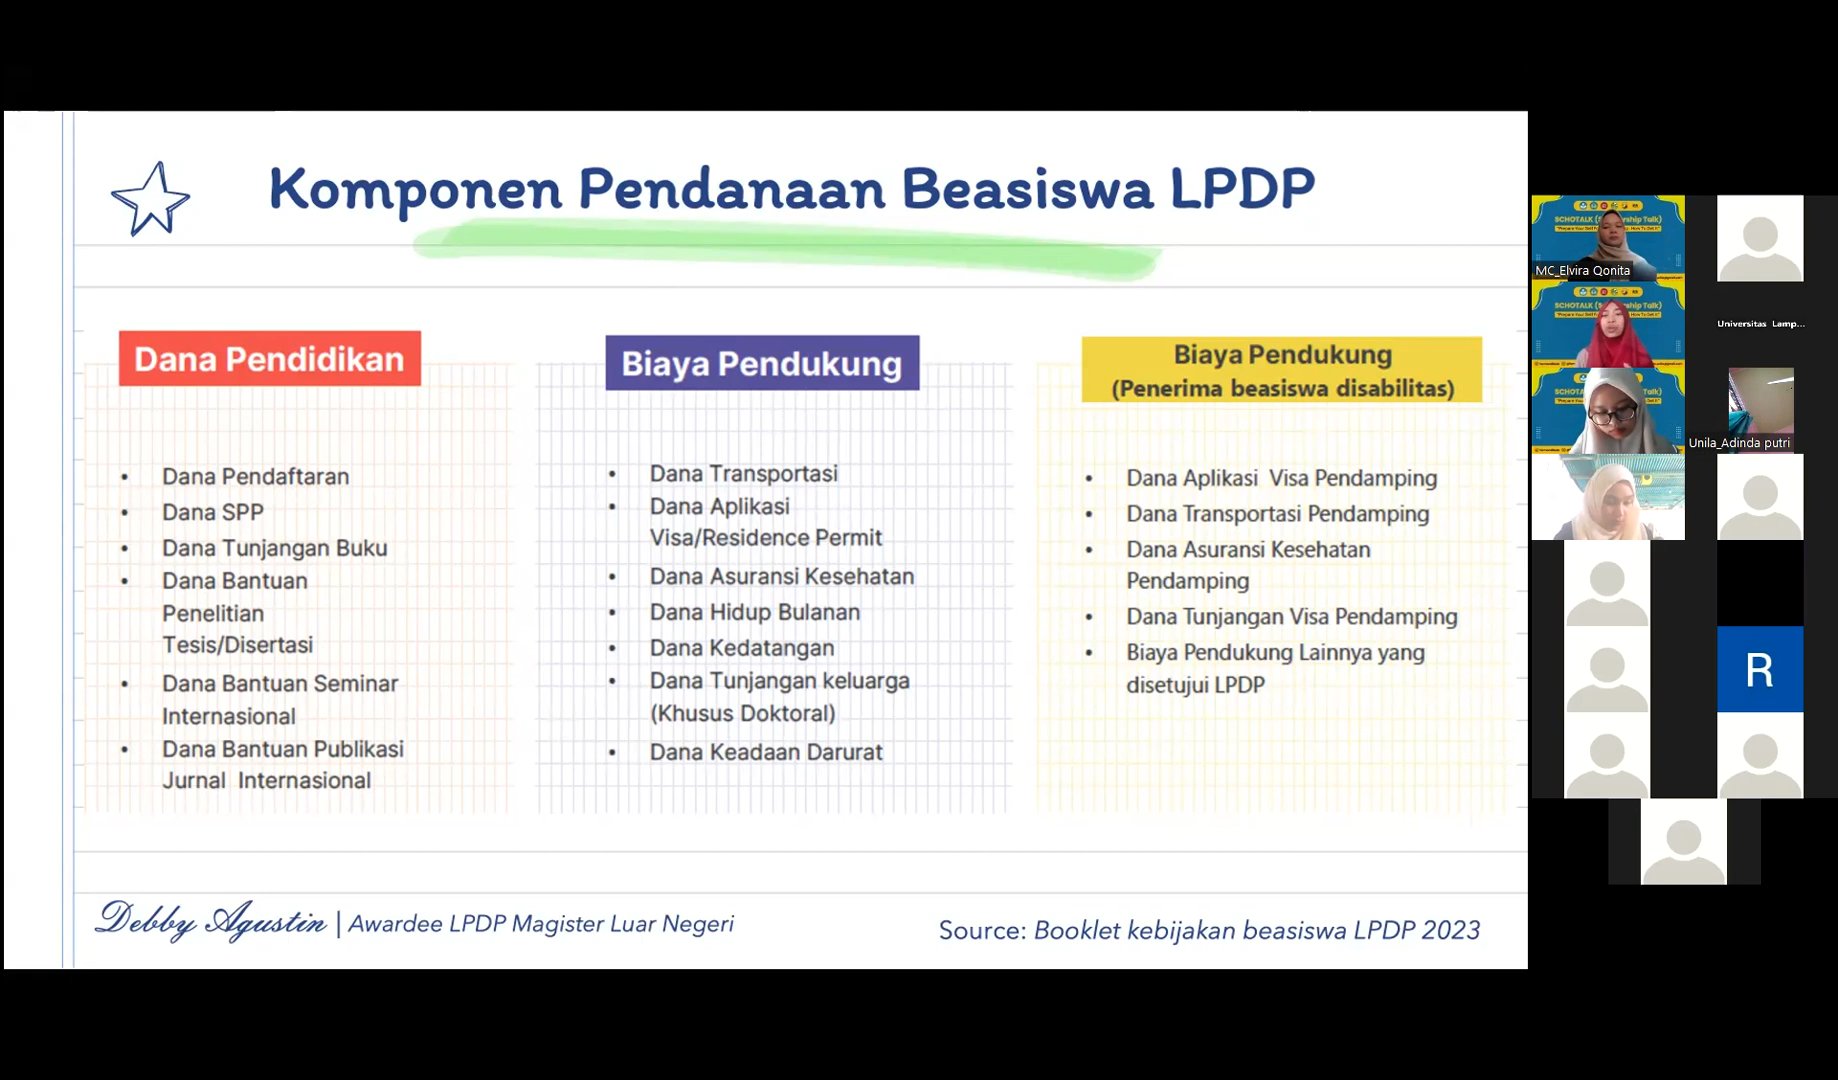 Komponen Pendanaan Beasiswa LPDP
Dana Pendidikan
• Dana Pendaftaran
• Dana SPP
• Dana Tunjangan Buku
• Dana Bantuan
Penelitian
Tesis/Disertasi
• Dana Bantuan Seminar
Internasional
• Dana Bantuan Publikasi
Jurnal Internasional
Biaya Pendukung
• Dana Transportasi
• Dana Aplikasi
Visa/Residence Permit
• Dana Asuransi Kesehatan
• Dana Hidup Bulanan
• Dana Kedatangan
• Dana Tunjangan keluarga
(Khusus Doktoral)
• Dana Keadaan Darurat
Biaya Pendukung
(Penerima beasiswa disabilitas)
• Dana Aplikasi Visa Pendamping
• Dana Transportasi Pendamping
• Dana Asuransi Kesehatan
Pendamping
• Dana Tunjangan Visa Pendamping
• Biaya Pendukung Lainnya yang
disetujui LPDP
Debby Agustin | Awardee LPDP Magister Luar Negeri
Source: Booklet kebijakan beasiswa LPDP 2023
MC_Elvira Qonita
Universitas Lamp...
Unila_Adinda putri
R